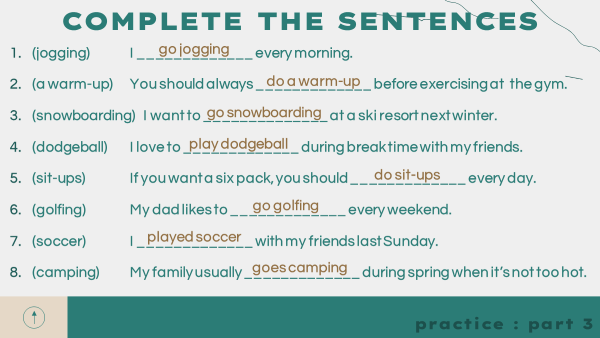 COMPLETE THE SENTENCES
1. (jogging) I go jogging every morning.
2. (a warm-up) You should always do a warm-up before exercising at the gym.
3. (snowboarding) I want to go snowboarding at a ski resort next winter.
4. (dodgeball) I love to play dodgeball during break time with my friends.
5. (sit-ups) If you want a six pack, you should do sit-ups every day.
6. (golfing) My dad likes to go golfing every weekend.
7. (soccer) I played soccer with my friends last Sunday.
8. (camping) My family usually goes camping during spring when it's not too hot.
practice : part 3